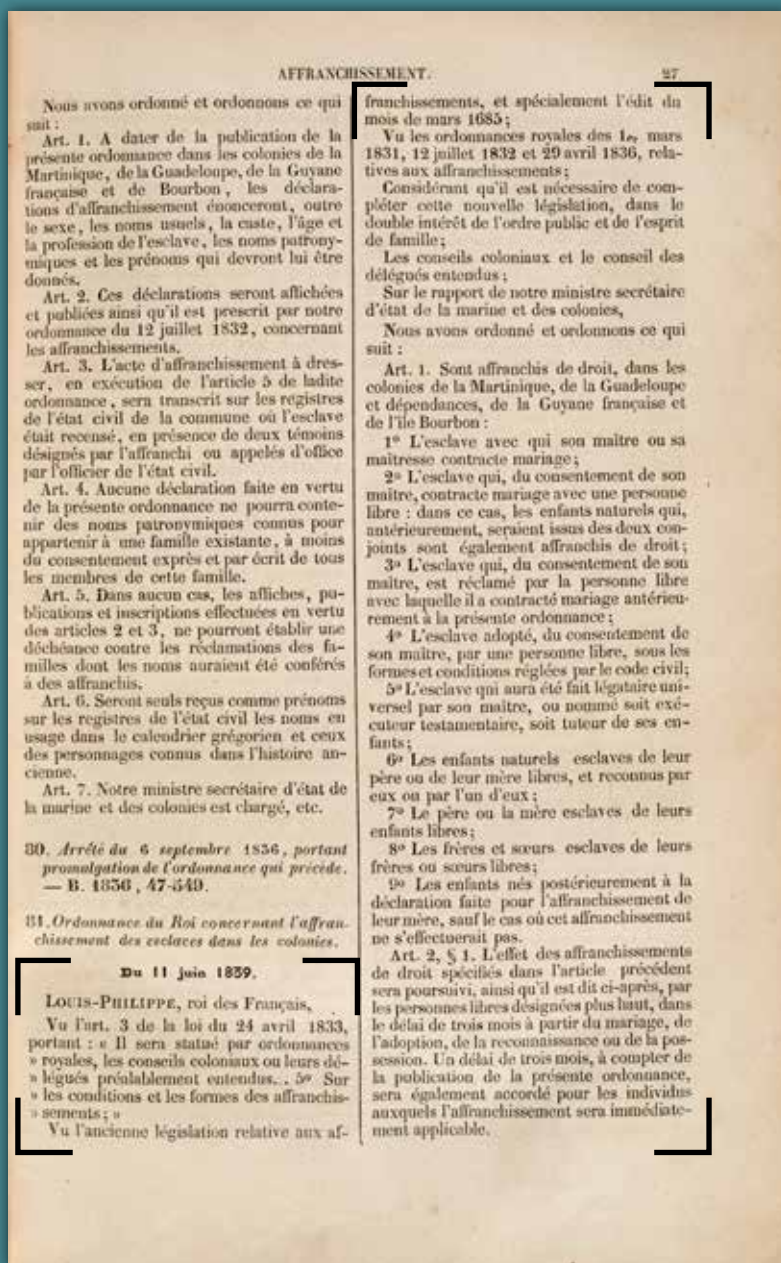 AFFRANCHISSEMENT. 27
Nous avons ordonné et ordonnons ce qui
suit :
Art. 1. A dater de la publication de la
présente ordonnance dans les colonies de la
Martinique, de la Guadeloupe, de la Guyane
française et de Bourbon, les déclara-
tions d'affranchissement énonceront, outre
le sexe, les noms usuels, la caste, l'âge et
la profession de l'esclave, les noms patrony-
miques et les prénoms qui devront lui être
donnés.
Art. 2. Ces déclarations seront affichées
et publiées ainsi qu'il est prescrit par notre
ordonnance du 12 juillet 1832, concernant
les affranchissements.
Art. 3. L'acte d'affranchissement à dres-
ser, en exécution de l'article 5 de ladite
ordonnance, sera transcrit sur les registres
de l'état civil de la commune où l'esclave
était recensé, en présence de deux témoins
désignés par l'affranchi ou appelés d'office
par l'officier de l'état civil.
Art. 4. Aucune déclaration faite en vertu
de la présente ordonnance ne pourra conte-
nir des noms patronymiques connus pour
appartenir à une famille existante, à moins
du consentement exprès et par écrit de tous
les membres de cette famille.
Art. 5. Dans aucun cas, les affiches, pu-
blications et inscriptions effectuées en vertu
des articles 2 et 3, ne pourront établir une
déchéance contre les réclamations des fa-
milles dont les noms auraient été conférés
à des affranchis.
Art. 6. Seront seuls reçus comme prénoms
sur les registres de l'état civil les noms en
usage dans le calendrier grégorien et ceux
des personnages connus dans l'histoire an-
cienne.
Art. 7. Notre ministre secrétaire d'état de
la marine et des colonies est chargé, etc.
80. Arrêté du 6 septembre 1836, portant
promulgation de l'ordonnance qui précède.
— B. 1836, 47-549.
81. Ordonnance du Roi concernant l'affran-
chissement des esclaves dans les colonies.
Du 11 juin 1839.
LOUIS-PHILIPPE, roi des Français,
Vu l'art. 3 de la loi du 24 avril 1833,
portant : « Il sera statué par ordonnances
» royales, les conseils coloniaux ou leurs dé-
» légués préalablement entendus.. 5° Sur
» les conditions et les formes des affranchis-
» sements ; »
Vu l'ancienne législation relative aux af-
franchissements, et spécialement l'édit du
mois de mars 1685 ;
Vu les ordonnances royales des 1er mars
1831, 12 juillet 1832 et 29 avril 1836, rela-
tives aux affranchissements ;
Considérant qu'il est nécessaire de com-
pléter cette nouvelle législation, dans le
double intérêt de l'ordre public et de l'esprit
de famille ;
Les conseils coloniaux et le conseil des
délégués entendus ;
Sur le rapport de notre ministre secrétaire
d'état de la marine et des colonies,
Nous avons ordonné et ordonnons ce qui
suit :
Art. 1. Sont affranchis de droit, dans les
colonies de la Martinique, de la Guadeloupe
et dépendances, de la Guyane française et
de l'île Bourbon :
1° L'esclave avec qui son maître ou sa
maîtresse contracte mariage ;
2° L'esclave qui, du consentement de son
maître, contracte mariage avec une personne
libre : dans ce cas, les enfants naturels qui,
antérieurement, seraient issus des deux con-
joints sont également affranchis de droit ;
3° L'esclave qui, du consentement de son
maître, est réclamé par la personne libre
avec laquelle il a contracté mariage antérieu-
rement à la présente ordonnance ;
4° L'esclave adopté, du consentement de
son maître, par une personne libre, sous les
formes et conditions réglées par le code civil;
5° L'esclave qui aura été fait légataire uni-
versel par son maître, ou nommé soit exé-
cuteur testamentaire, soit tuteur de ses en-
fants ;
6° Les enfants naturels esclaves de leur
père ou de leur mère libres, et reconnus par
eux ou par l'un d'eux ;
7° Le père ou la mère esclaves de leurs
enfants libres ;
8° Les frères et sœurs esclaves de leurs
frères ou sœurs libres ;
9° Les enfants nés postérieurement à la
déclaration faite pour l'affranchissement de
leur mère, sauf le cas où cet affranchissement
ne s'effectuerait pas.
Art. 2, § 1. L'effet des affranchissements
de droit spécifiés dans l'article précédent
sera poursuivi, ainsi qu'il est dit ci-après, par
les personnes libres désignées plus haut, dans
le délai de trois mois à partir du mariage, de
l'adoption, de la reconnaissance ou de la pos-
session. Un délai de trois mois, à compter de
la publication de la présente ordonnance,
sera également accordé pour les individus
auxquels l'affranchissement sera immédiate-
ment applicable.